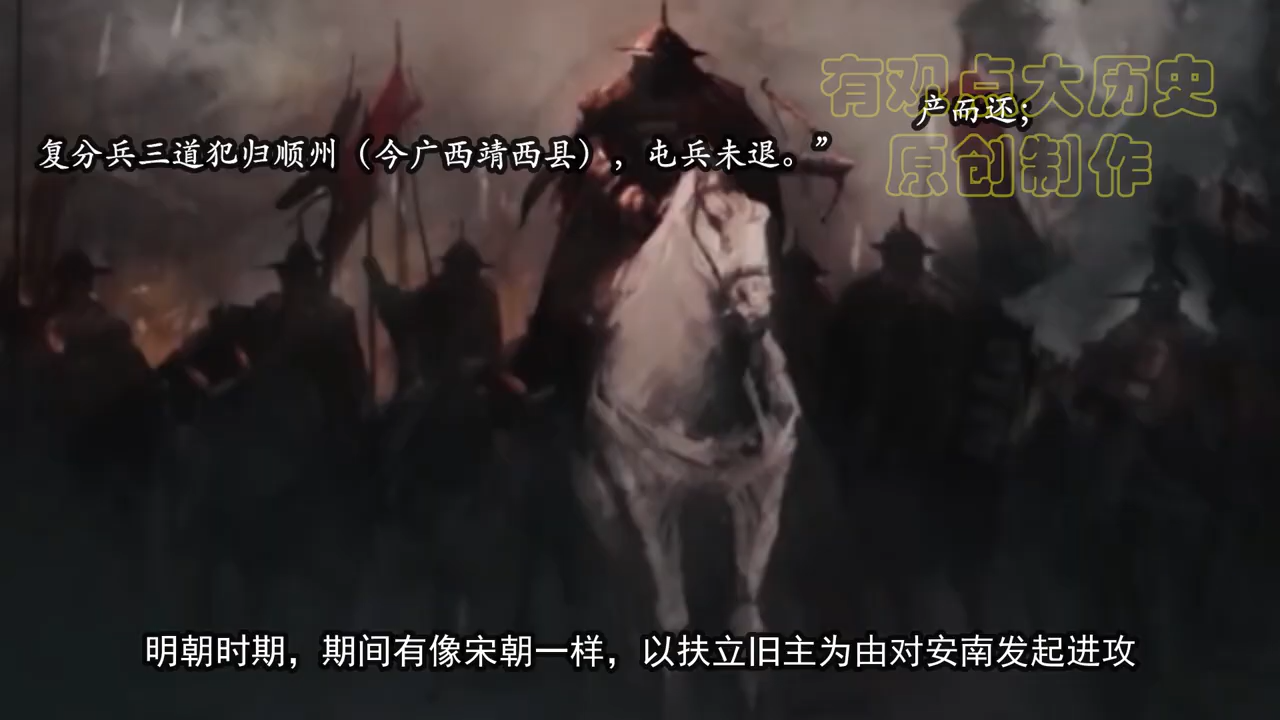 有观点大历史
产而还；
复分兵三道犯归顺州（今广西靖西县），屯兵未退。”
原创制作
明朝时期，期间有像宋朝一样，以扶立旧主为由对安南发起进攻